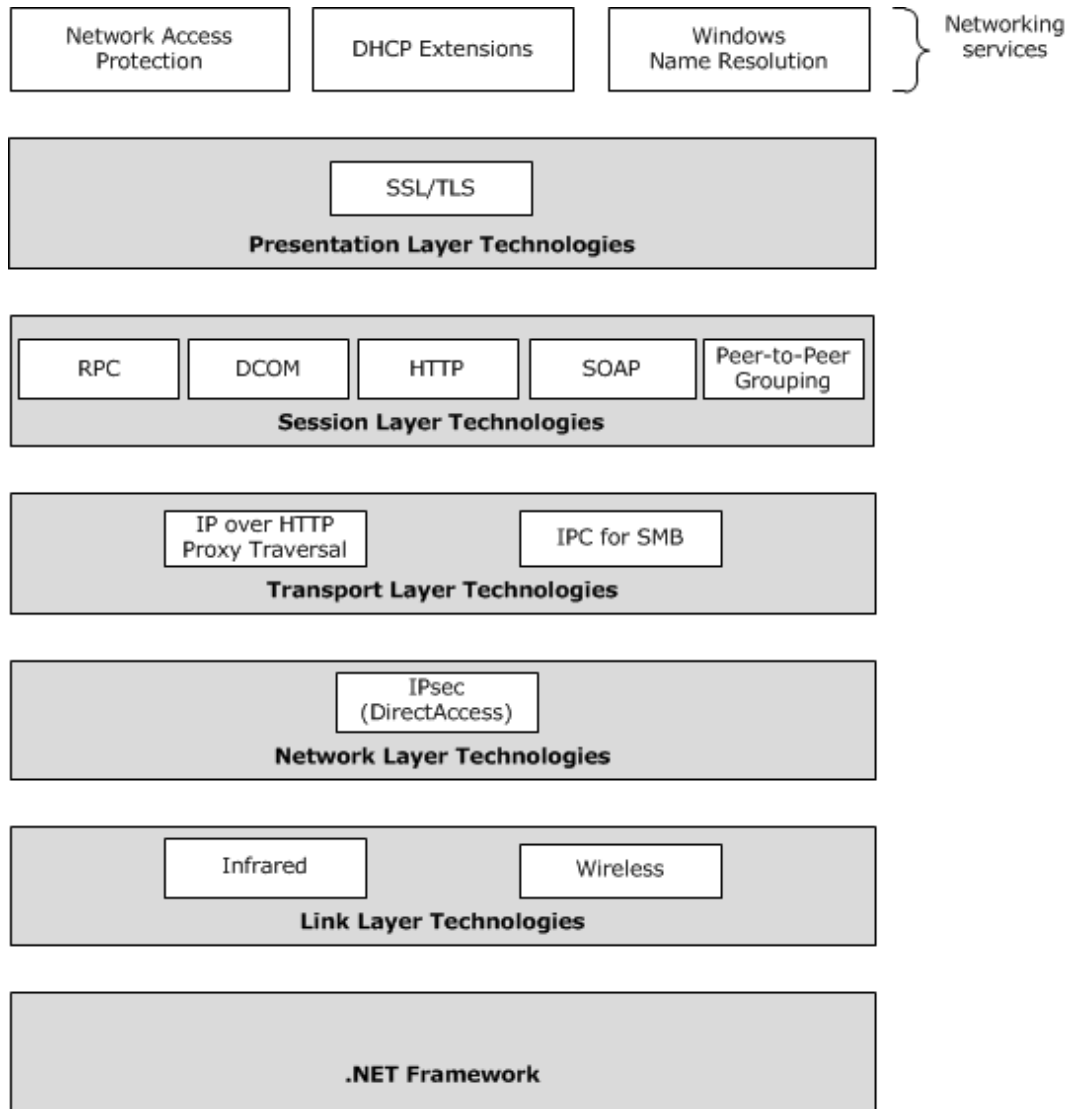 Network Access
Protection
DHCP Extensions
Windows
Name Resolution
Networking
services
SSL/TLS
Presentation Layer Technologies
RPC
DCOM
HTTP
SOAP
Peer-to-Peer
Grouping
Session Layer Technologies
IP over HTTP
Proxy Traversal
IPC for SMB
Transport Layer Technologies
IPsec
(DirectAccess)
Network Layer Technologies
Infrared
Wireless
Link Layer Technologies
.NET Framework